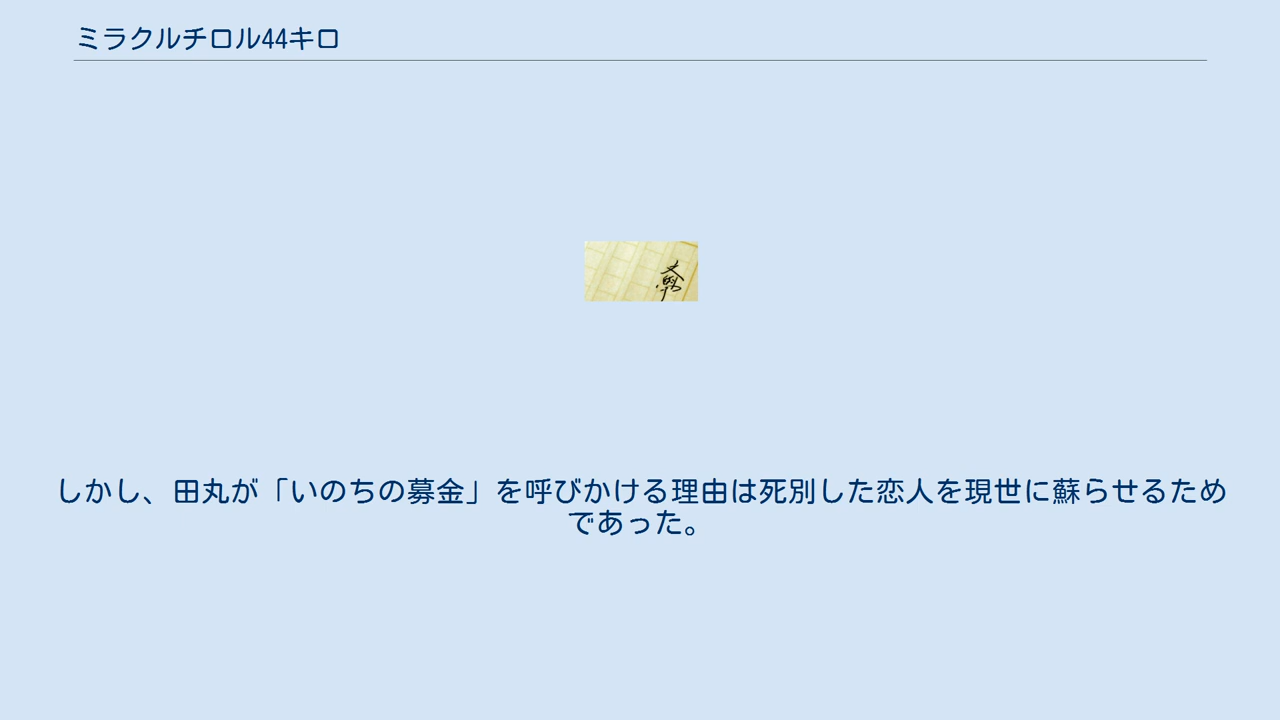 ミラクルチロル44キロ
しかし、田丸が「いのちの募金」を呼びかける理由は死別した恋人を現世に蘇らせるため
であった。